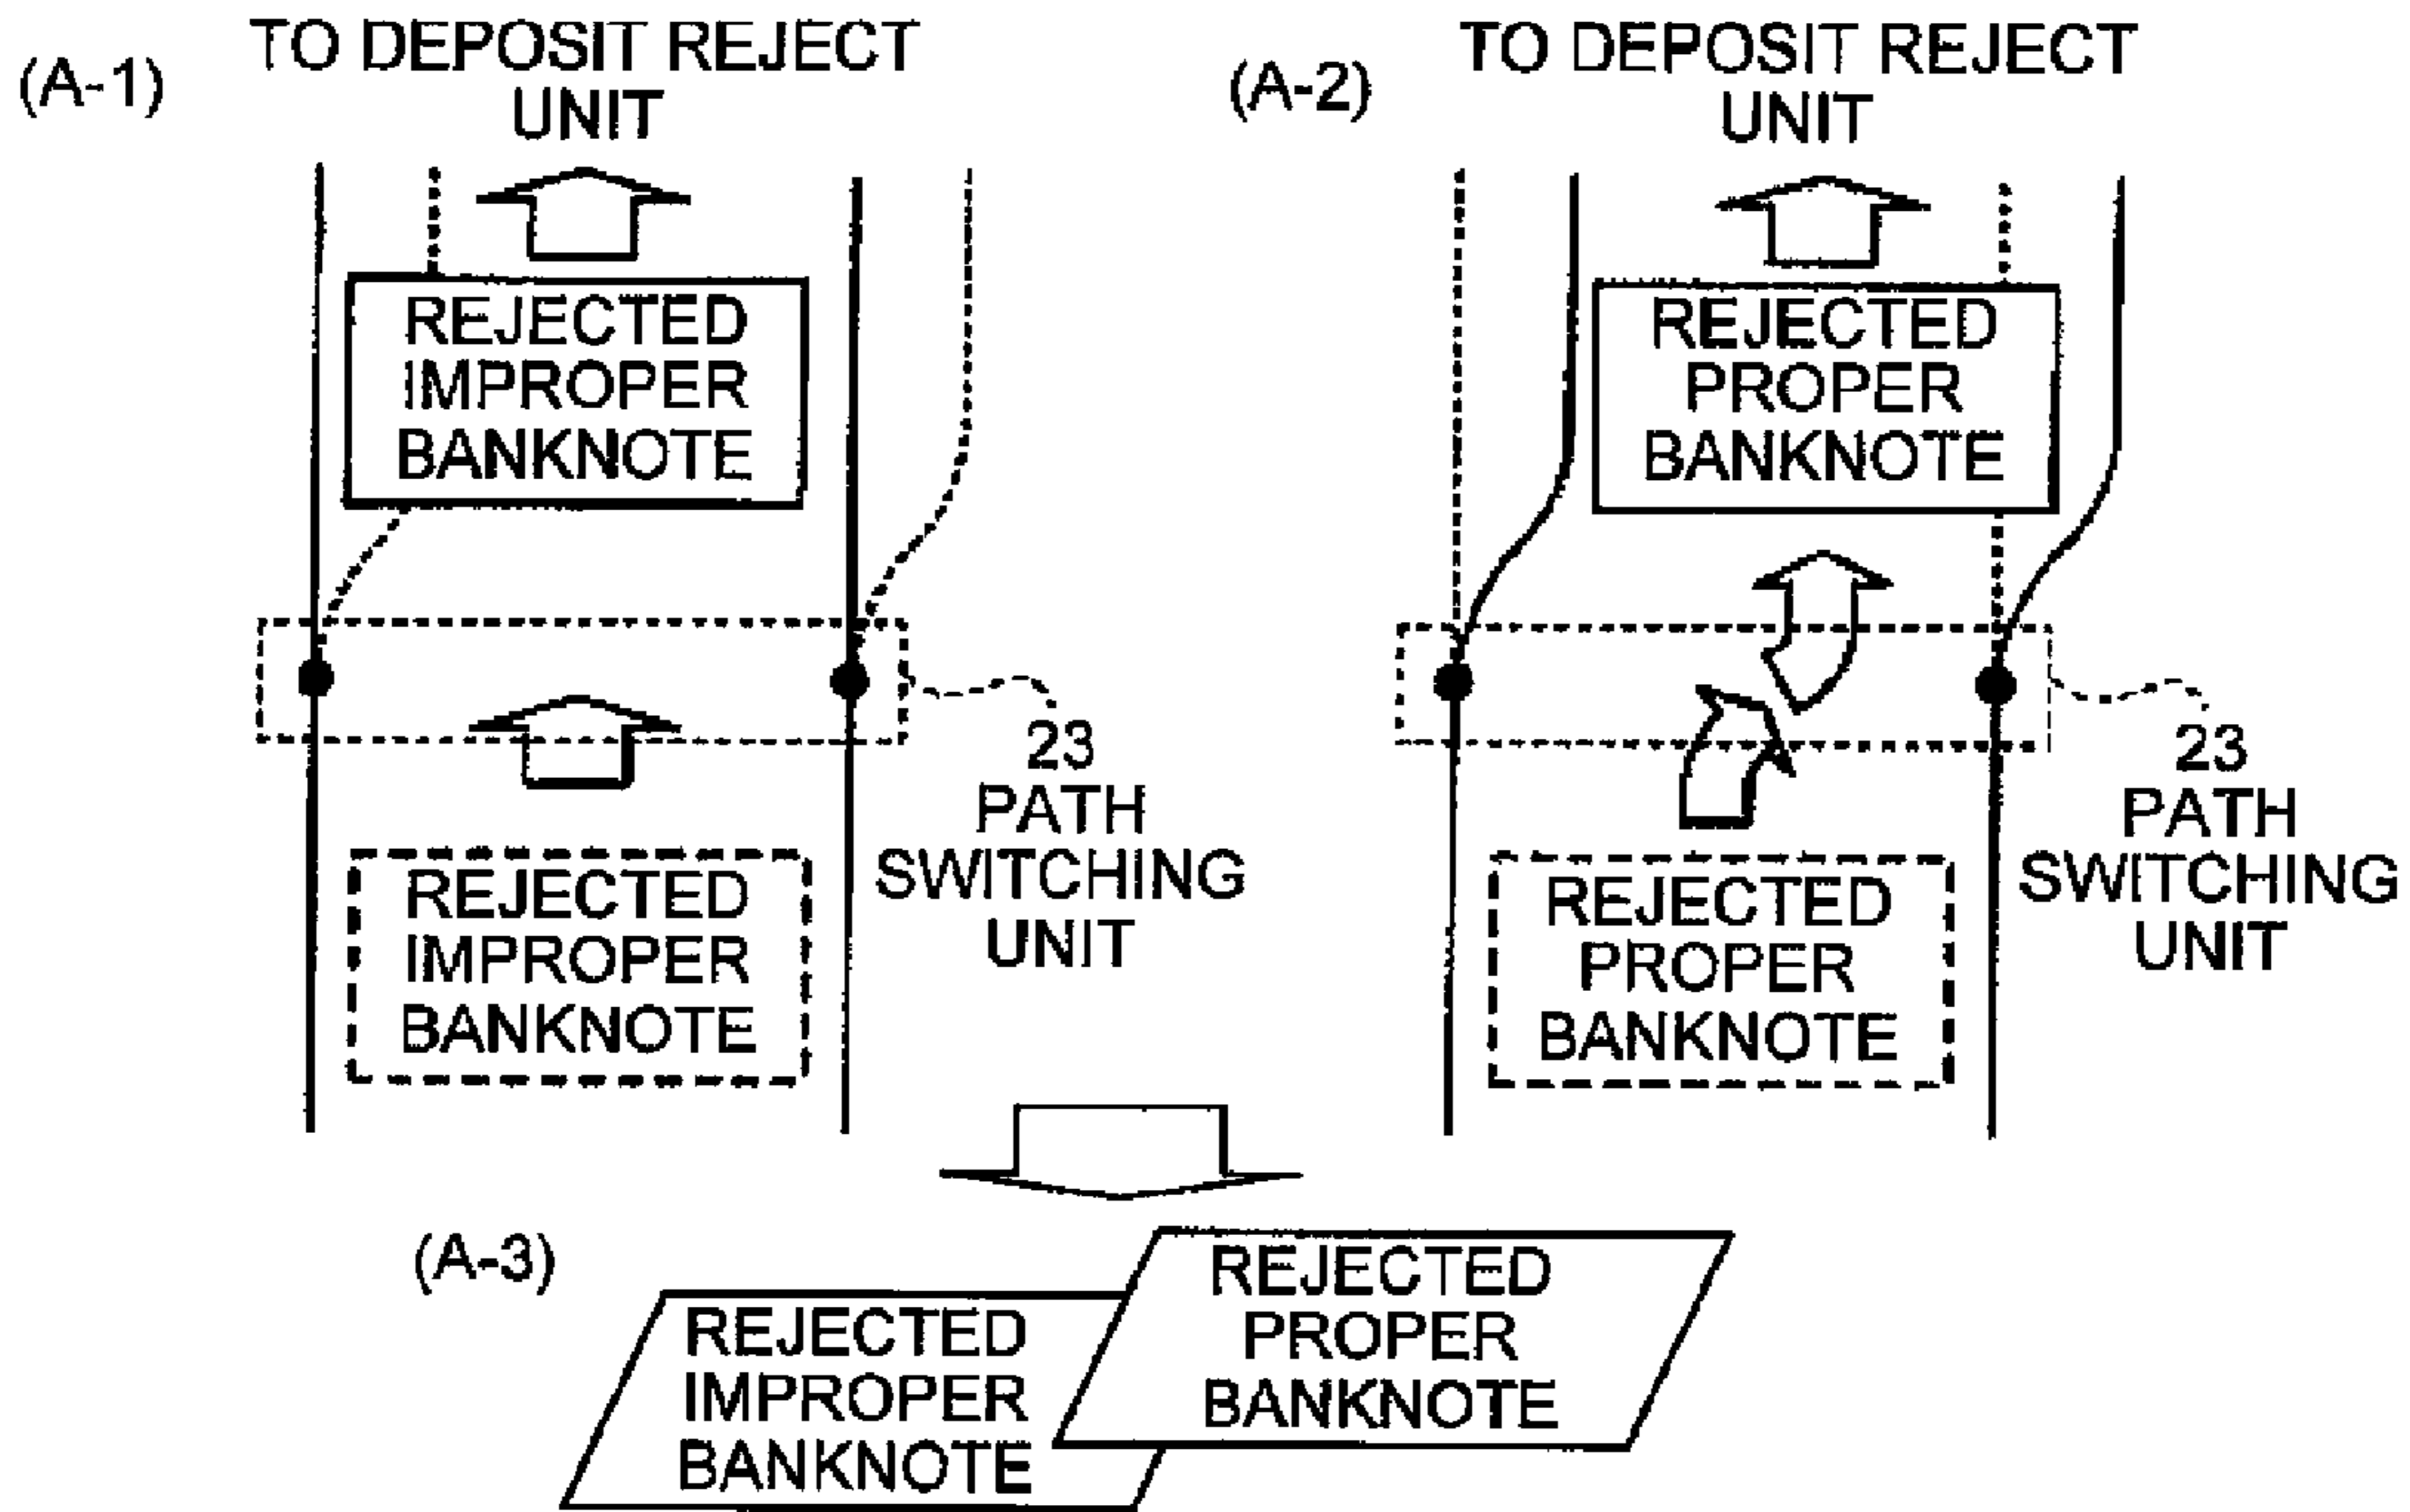 (A-1)
TO DEPOSIT REJECT
UNIT
REJECTED
IMPROPER
BANKNOTE
23
PATH
SWITCHING
UNIT
REJECTED
IMPROPER
BANKNOTE
(A-2)
TO DEPOSIT REJECT
UNIT
REJECTED
PROPER
BANKNOTE
23
PATH
SWITCHING
UNIT
REJECTED
PROPER
BANKNOTE
(A-3)
REJECTED
IMPROPER
BANKNOTE
REJECTED
PROPER
BANKNOTE